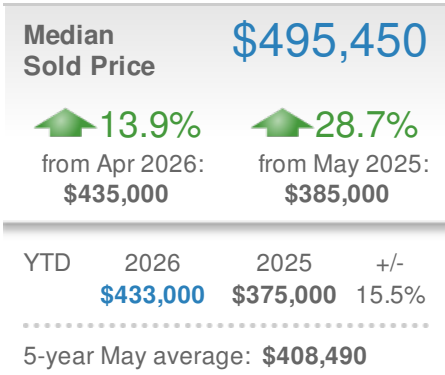 Median $495,450
Sold Price
13.9% 28.7%
from Apr 2026: from May 2025:
$435,000 $385,000
YTD 2026 2025 +/-
$433,000 $375,000 15.5%
5-year May average: $408,490